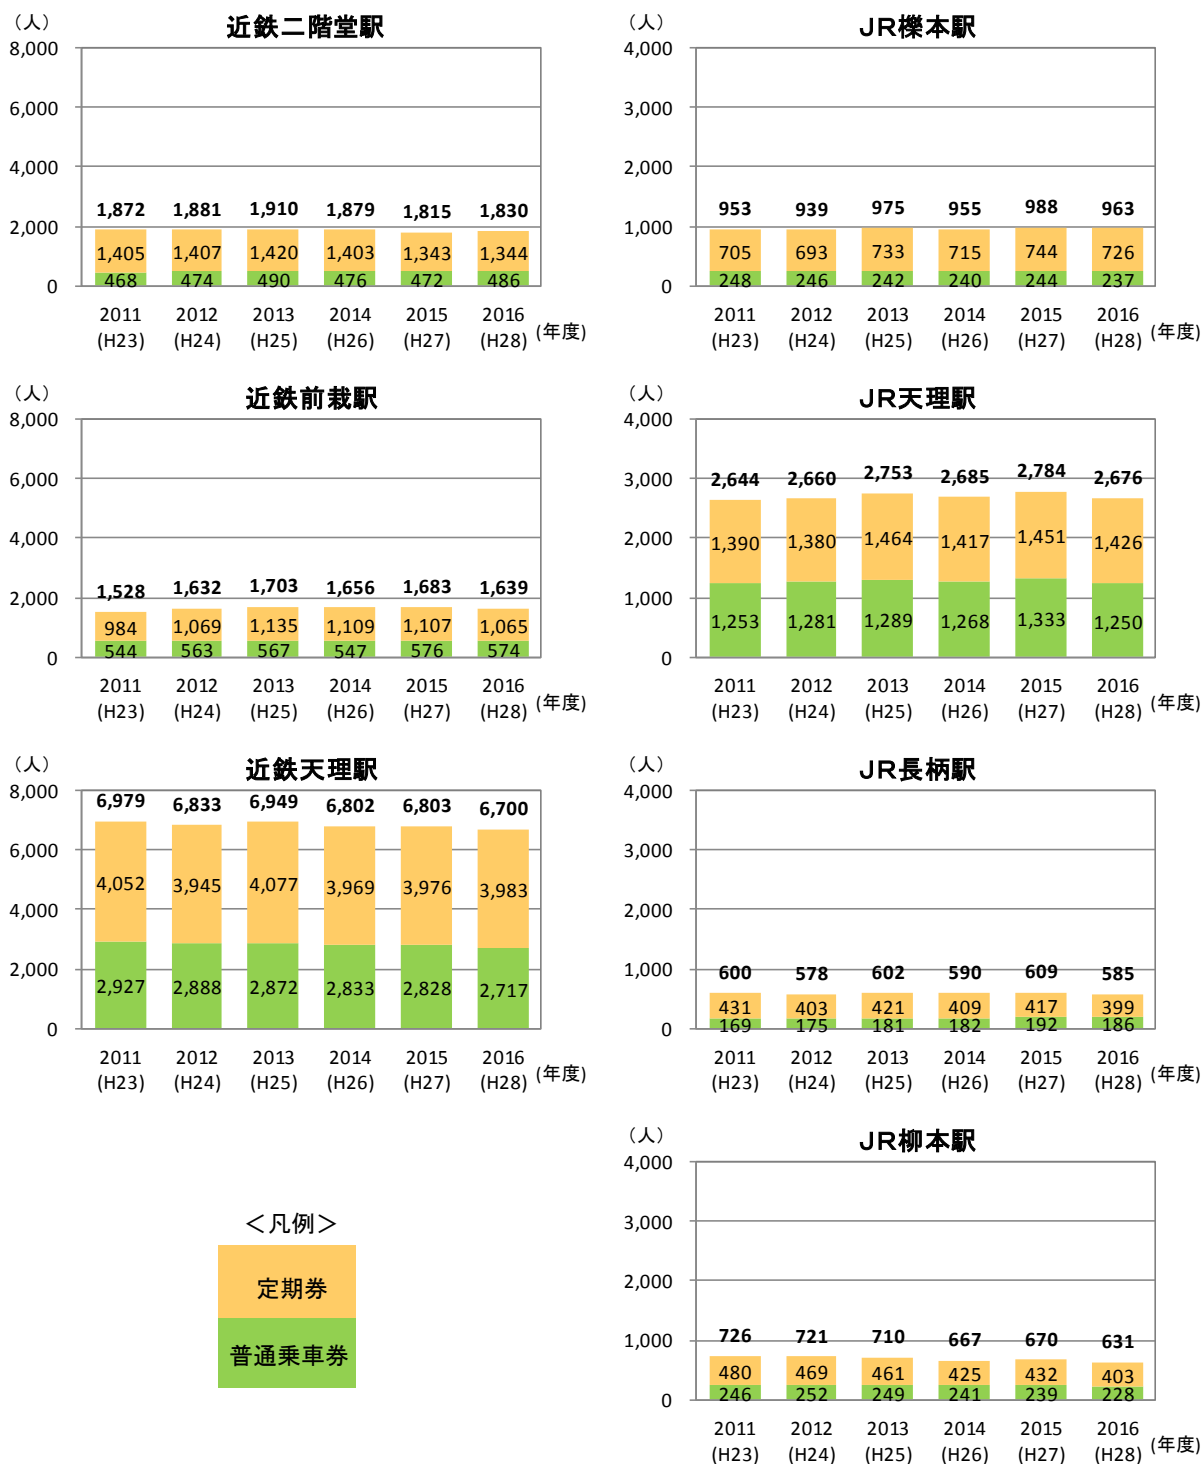 （人）
近鉄二階堂駅
8,000
6,000
4,000
2,000
0
1,872 1,881 1,910 1,879 1,815 1,830
1,405 1,407 1,420 1,403 1,343 1,344
468 474 490 476 472 486
2011 2012 2013 2014 2015 2016
(H23) (H24) (H25) (H26) (H27) (H28) (年度)
（人）
JR櫟本駅
4,000
3,000
2,000
1,000
0
953 939 975 955 988 963
705 693 733 715 744 726
248 246 242 240 244 237
2011 2012 2013 2014 2015 2016
(H23) (H24) (H25) (H26) (H27) (H28) (年度)
（人）
近鉄前栽駅
8,000
6,000
4,000
2,000
0
1,528 1,632 1,703 1,656 1,683 1,639
984 1,069 1,135 1,109 1,107 1,065
544 563 567 547 576 574
2011 2012 2013 2014 2015 2016
(H23) (H24) (H25) (H26) (H27) (H28) (年度)
（人）
JR天理駅
4,000
3,000
2,000
1,000
0
2,644 2,660 2,753 2,685 2,784 2,676
1,390 1,380 1,464 1,417 1,451 1,426
1,253 1,281 1,289 1,268 1,333 1,250
2011 2012 2013 2014 2015 2016
(H23) (H24) (H25) (H26) (H27) (H28) (年度)
（人）
近鉄天理駅
8,000
6,000
4,000
2,000
0
6,979 6,833 6,949 6,802 6,803 6,700
4,052 3,945 4,077 3,969 3,976 3,983
2,927 2,888 2,872 2,833 2,828 2,717
2011 2012 2013 2014 2015 2016
(H23) (H24) (H25) (H26) (H27) (H28) (年度)
（人）
JR長柄駅
4,000
3,000
2,000
1,000
0
600 578 602 590 609 585
431 403 421 409 417 399
169 175 181 182 192 186
2011 2012 2013 2014 2015 2016
(H23) (H24) (H25) (H26) (H27) (H28) (年度)
（人）
JR柳本駅
4,000
3,000
2,000
1,000
0
726 721 710 667 670 631
480 469 461 425 432 403
246 252 249 241 239 228
2011 2012 2013 2014 2015 2016
(H23) (H24) (H25) (H26) (H27) (H28) (年度)
＜凡例＞
定期券
普通乗車券